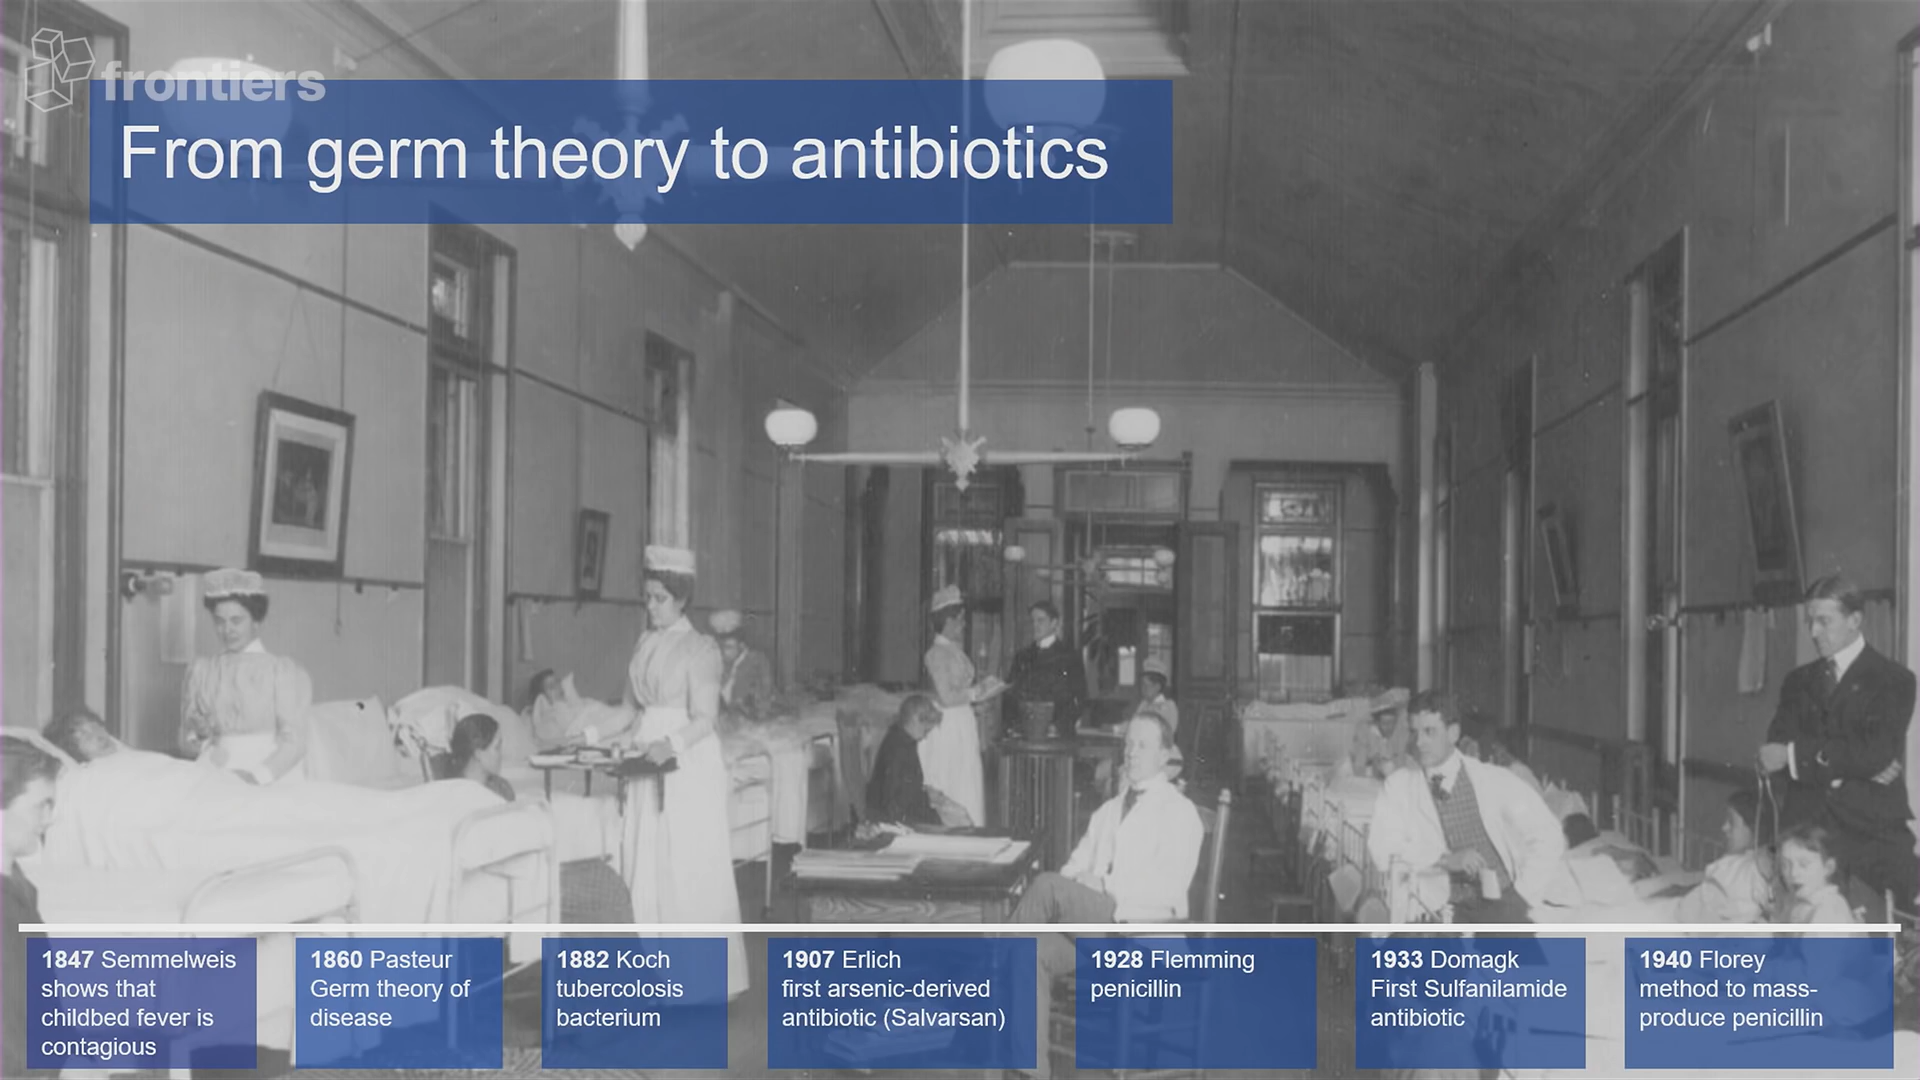 frontiers
From germ theory to antibiotics
1847 Semmelweis
shows that
childbed fever is
contagious
1860 Pasteur
Germ theory of
disease
1882 Koch
tubercolosis
bacterium
1907 Erlich
first arsenic-derived
antibiotic (Salvarsan)
1928 Flemming
penicillin
1933 Domagk
First Sulfanilamide
antibiotic
1940 Florey
method to mass-
produce penicillin